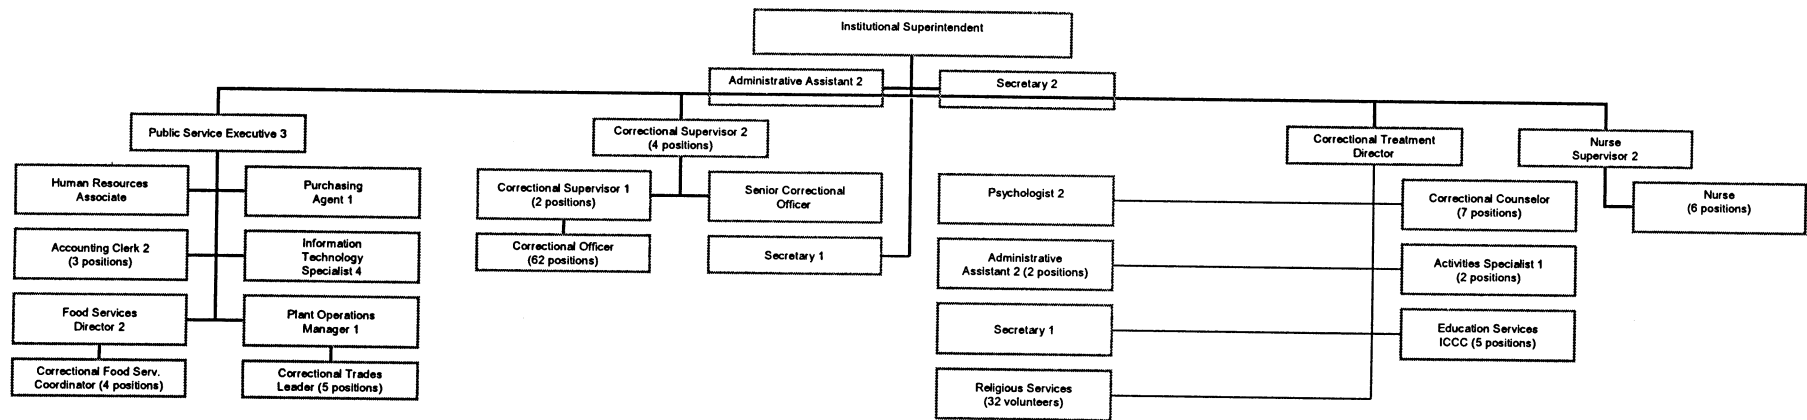 Institutional Superintendent
Administrative Assistant 2
Secretary 2
Public Service Executive 3
Human Resources
Associate
Purchasing
Agent 1
Accounting Clerk 2
(3 positions)
Information
Technology
Specialist 4
Food Services
Director 2
Plant Operations
Manager 1
Correctional Food Serv.
Coordinator (4 positions)
Correctional Trades
Leader (5 positions)
Correctional Supervisor 2
(4 positions)
Correctional Supervisor 1
(2 positions)
Senior Correctional
Officer
Correctional Officer
(62 positions)
Secretary 1
Correctional Treatment
Director
Psychologist 2
Correctional Counselor
(7 positions)
Administrative
Assistant 2 (2 positions)
Activities Specialist 1
(2 positions)
Secretary 1
Education Services
ICCC (5 positions)
Religious Services
(32 volunteers)
Nurse
Supervisor 2
Nurse
(6 positions)